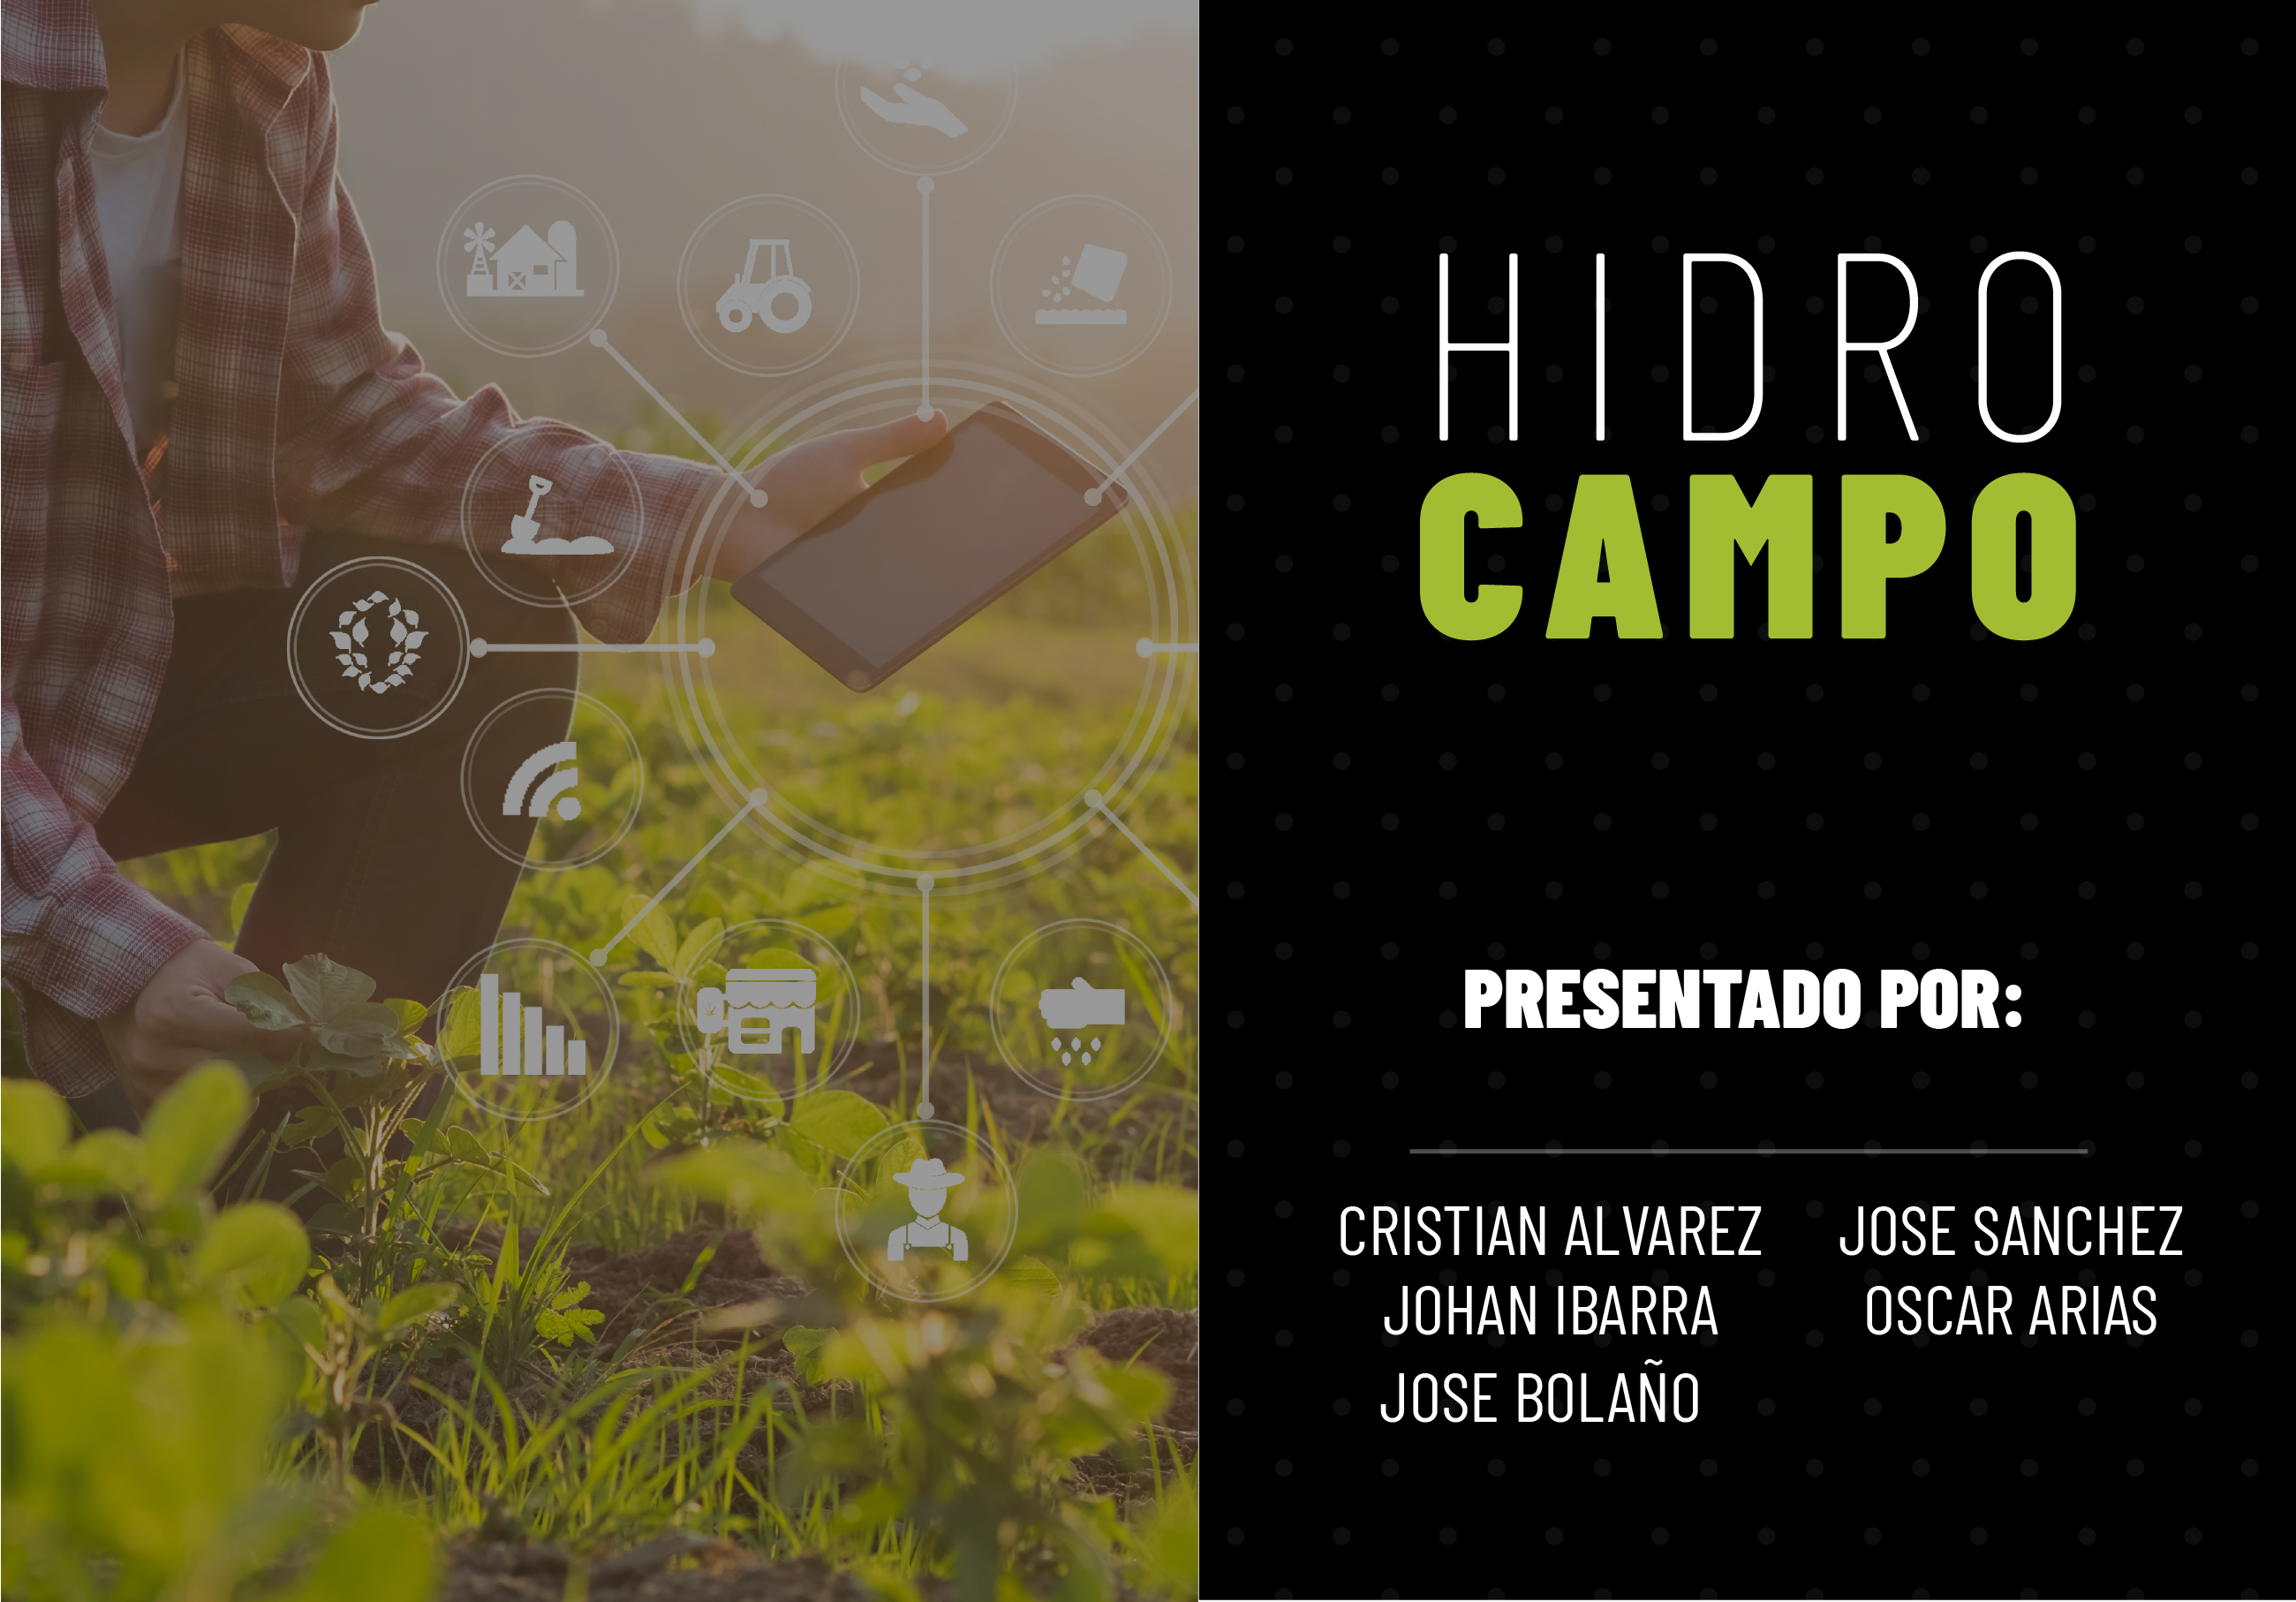 HIDRO
CAMPO
PRESENTADO POR:
CRISTIAN ALVAREZ
JOHAN IBARRA
JOSE BOLAÑO
JOSE SANCHEZ
OSCAR ARIAS